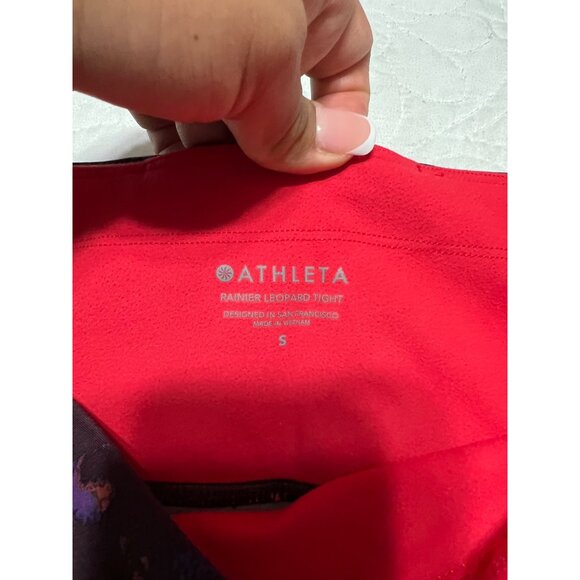 ATHLETA
RAINIER LEOPARD TIGHT
DESIGNED IN SAN FRANCISCO
MADE IN VIETNAM
S